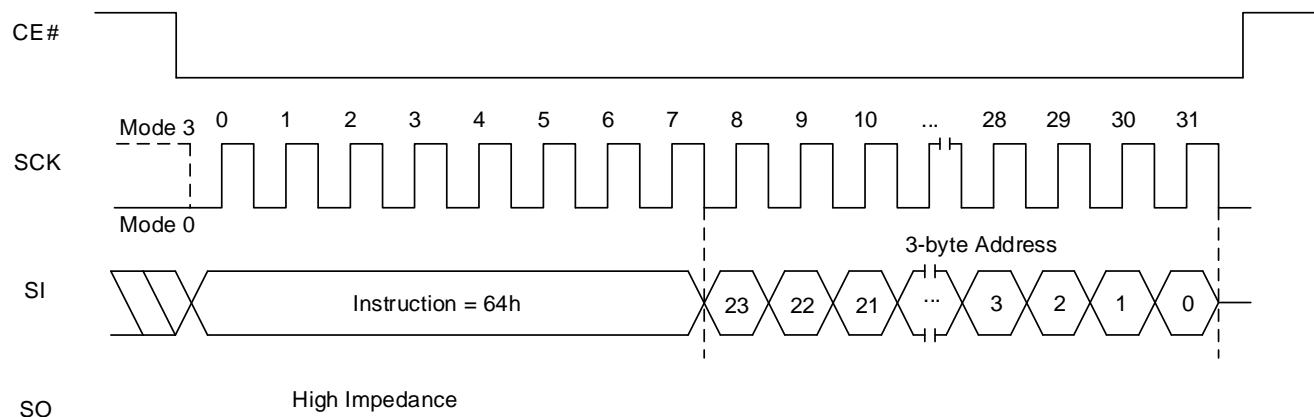 CE#
Mode 3
0 1 2 3 4 5 6 7 8 9 10 ... 28 29 30 31
SCK
Mode 0
3-byte Address
SI
Instruction = 64h
23 22 21 ... 3 2 1 0
High Impedance
SO